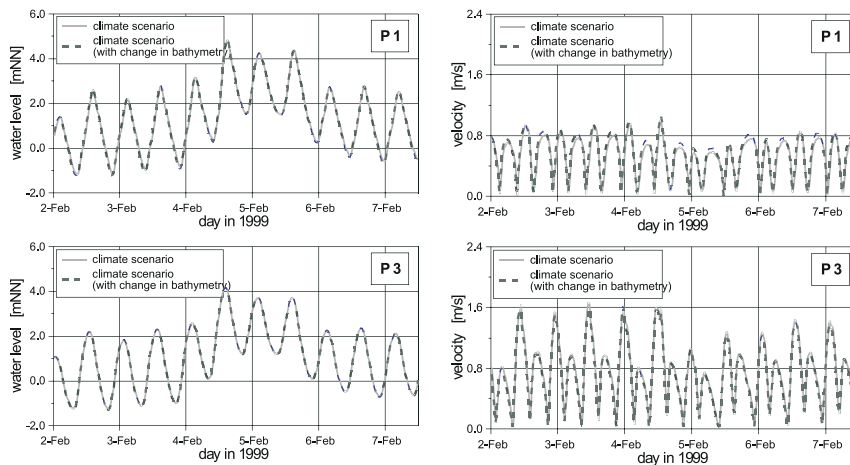 6.0
4.0
2.0
0.0
-2.0
water level [mNN]
climate scenario
climate scenario
(with change in bathymetry)
P 1
2-Feb 3-Feb 4-Feb 5-Feb 6-Feb 7-Feb
day in 1999
2.4
1.6
0.8
0.0
velocity [m/s]
climate scenario
climate scenario
(with change in bathymetry)
P 1
2-Feb 3-Feb 4-Feb 5-Feb 6-Feb 7-Feb
day in 1999
6.0
4.0
2.0
0.0
-2.0
water level [mNN]
climate scenario
climate scenario
(with change in bathymetry)
P 3
2-Feb 3-Feb 4-Feb 5-Feb 6-Feb 7-Feb
day in 1999
2.4
1.6
0.8
0.0
velocity [m/s]
climate scenario
climate scenario
(with change in bathymetry)
P 3
2-Feb 3-Feb 4-Feb 5-Feb 6-Feb 7-Feb
day in 1999